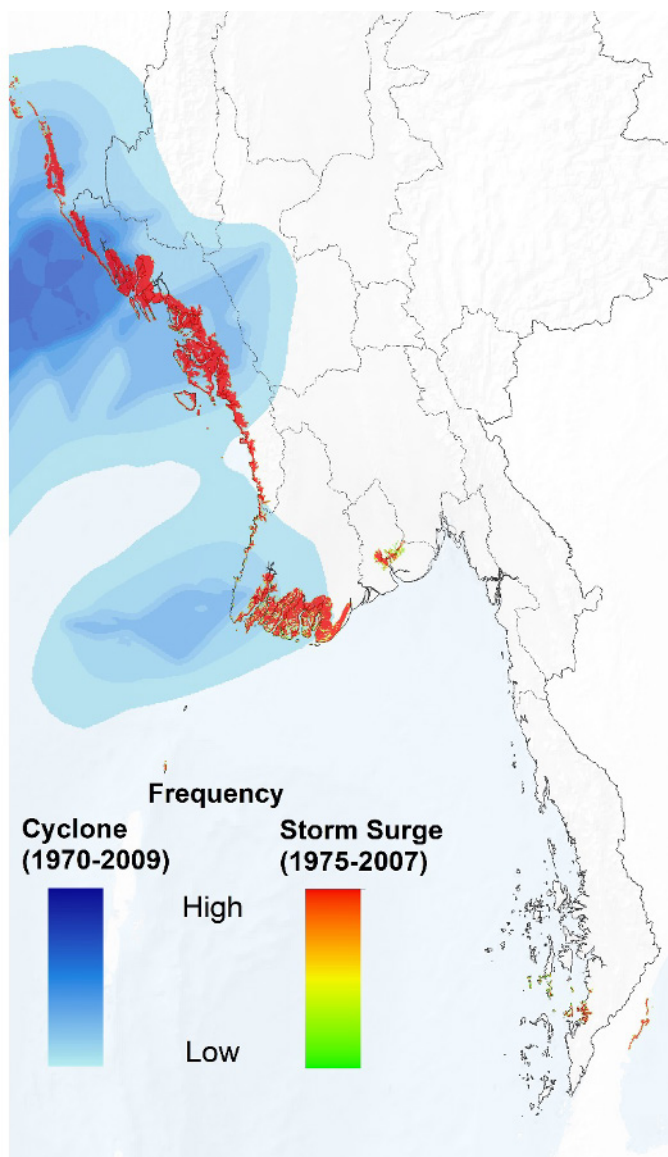 Frequency
Cyclone
(1970-2009)
Storm Surge
(1975-2007)
High
Low